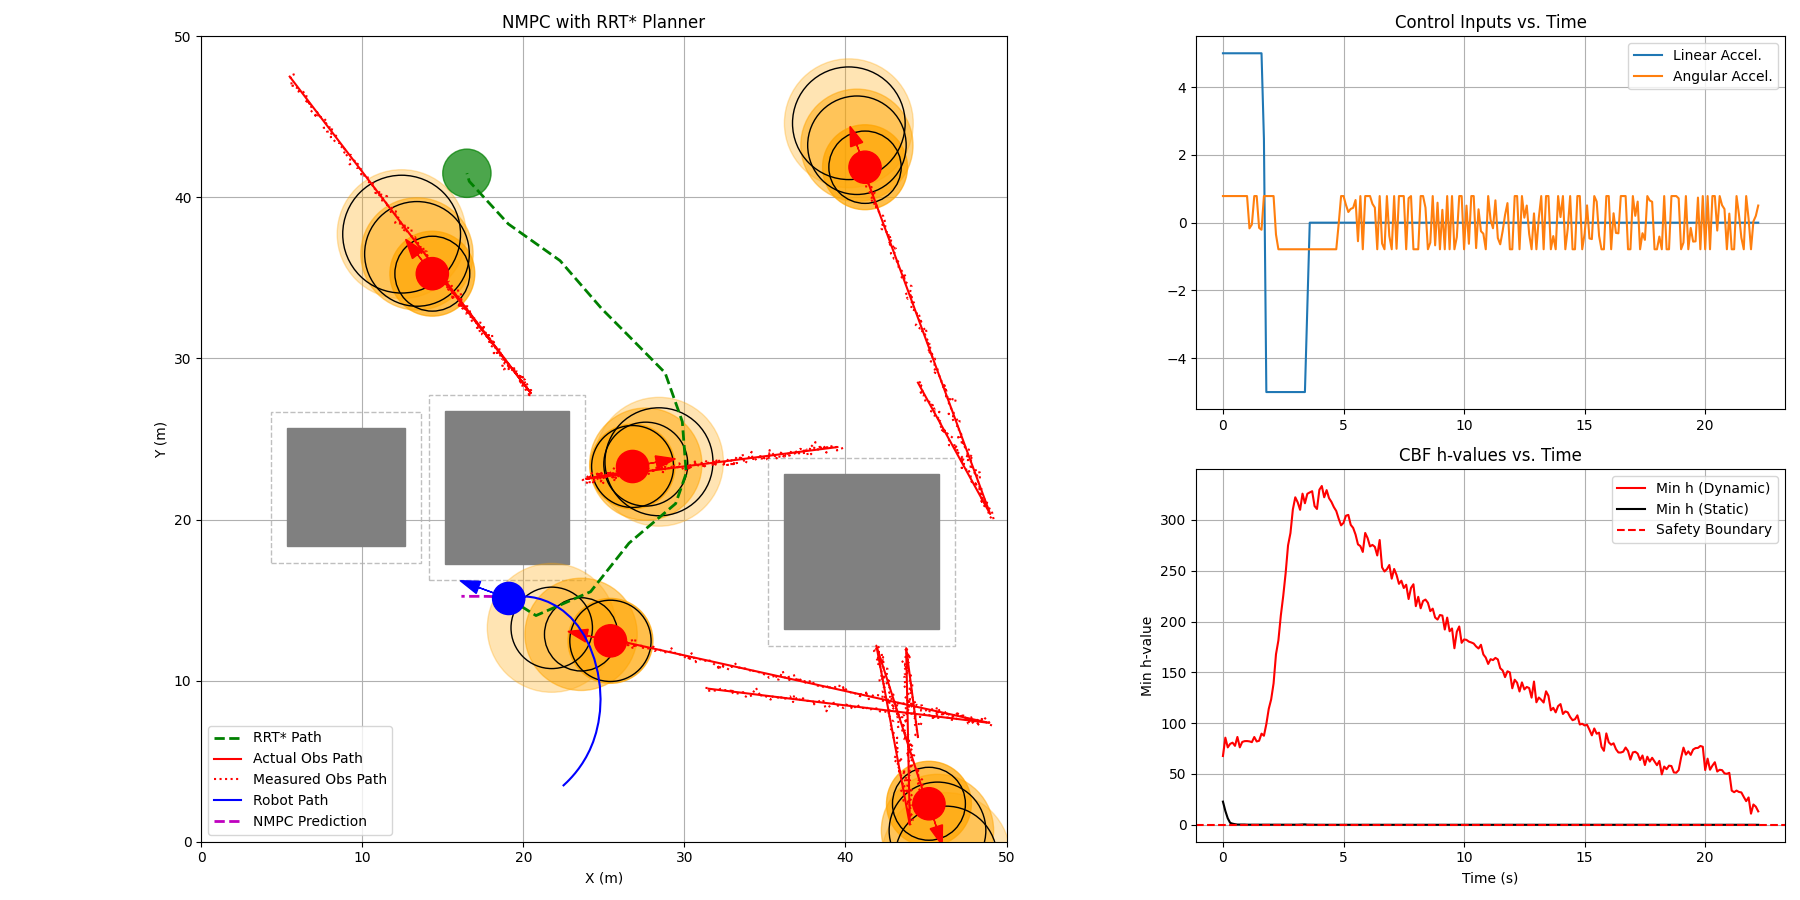 NMPC with RRT* Planner
50
40
30
20
10
0
Y (m)
0 10 20 30 40 50
X (m)
RRT* Path
Actual Obs Path
Measured Obs Path
Robot Path
NMPC Prediction
Control Inputs vs. Time
Linear Accel.
Angular Accel.
4
2
0
−2
−4
0 5 10 15 20
CBF h-values vs. Time
Min h (Dynamic)
Min h (Static)
Safety Boundary
300
250
200
150
100
50
0
Min h-value
0 5 10 15 20
Time (s)